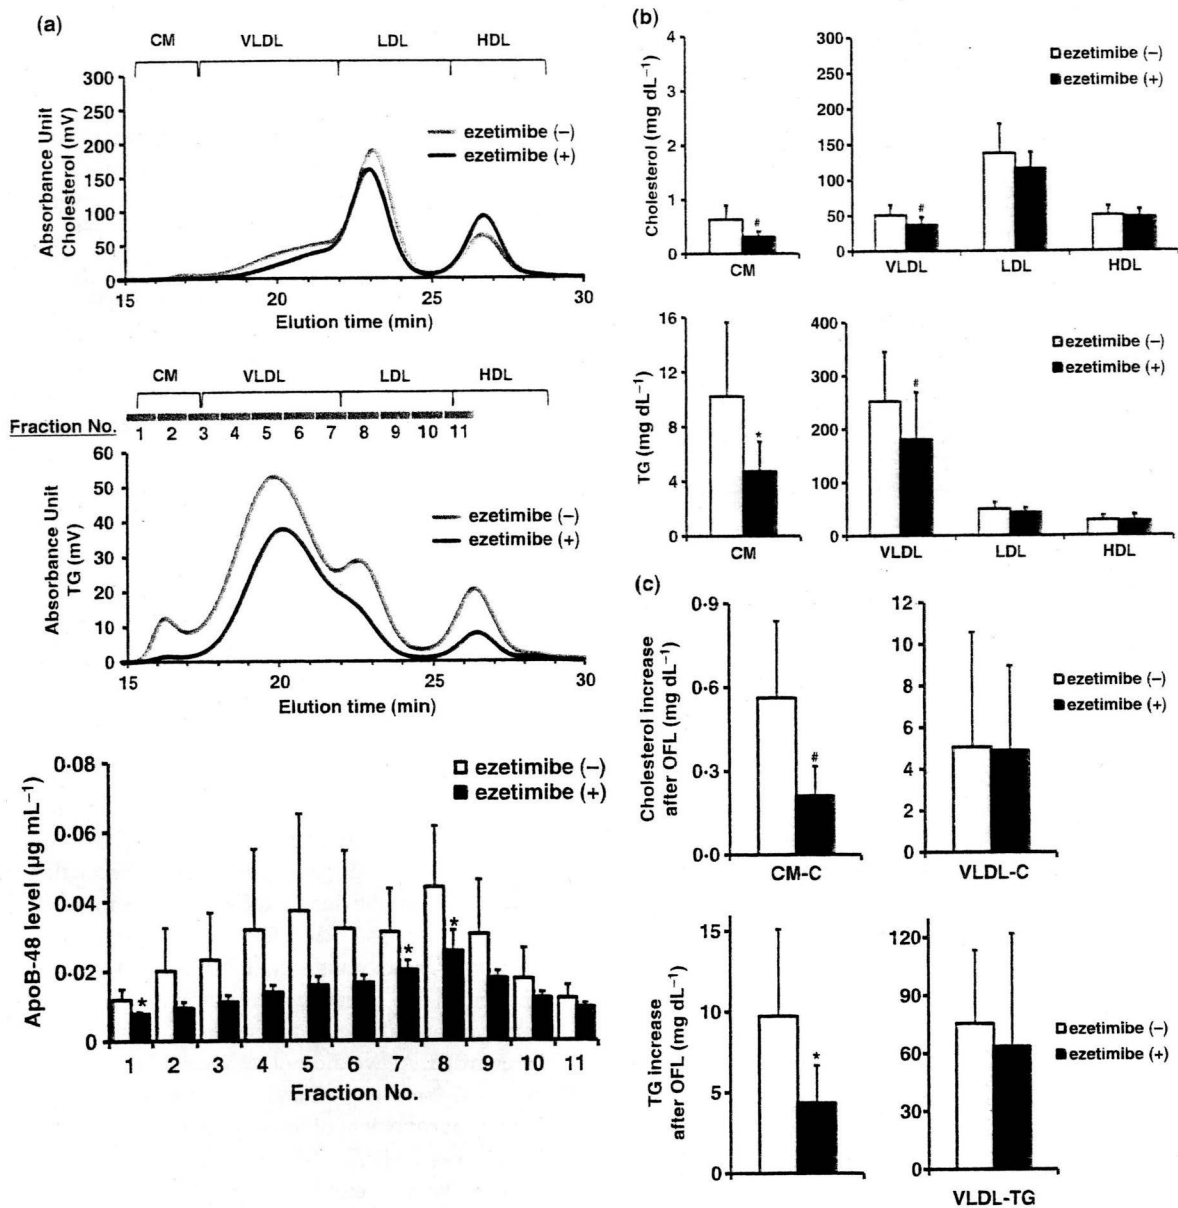 (a)
CM VLDL LDL HDL
Absorbance Unit
Cholesterol (mV)
300
250
200
150
100
50
0
ezetimibe (–)
ezetimibe (+)
15 20 25 30
Elution time (min)
CM VLDL LDL HDL
Fraction No. 1 2 3 4 5 6 7 8 9 10 11
Absorbance Unit
TG (mV)
60
50
40
30
20
10
0
ezetimibe (–)
ezetimibe (+)
15 20 25 30
Elution time (min)
ApoB-48 level (µg mL⁻¹)
0·08
0·06
0·04
0·02
0
ezetimibe (–)
ezetimibe (+)
* * *
1 2 3 4 5 6 7 8 9 10 11
Fraction No.
(b)
Cholesterol (mg dL⁻¹)
6
4
2
1
0
#
CM
300
250
200
150
100
50
0
ezetimibe (–)
ezetimibe (+)
#
VLDL LDL HDL
TG (mg dL⁻¹)
16
12
8
4
0
*
CM
400
300
200
100
0
ezetimibe (–)
ezetimibe (+)
#
VLDL LDL HDL
(c)
Cholesterol increase
after OFL (mg dL⁻¹)
0·9
0·6
0·3
0·0
#
CM-C
12
10
8
6
4
2
0
ezetimibe (–)
ezetimibe (+)
VLDL-C
TG increase
after OFL (mg dL⁻¹)
15
10
5
0
*
120
90
60
30
0
ezetimibe (–)
ezetimibe (+)
VLDL-TG